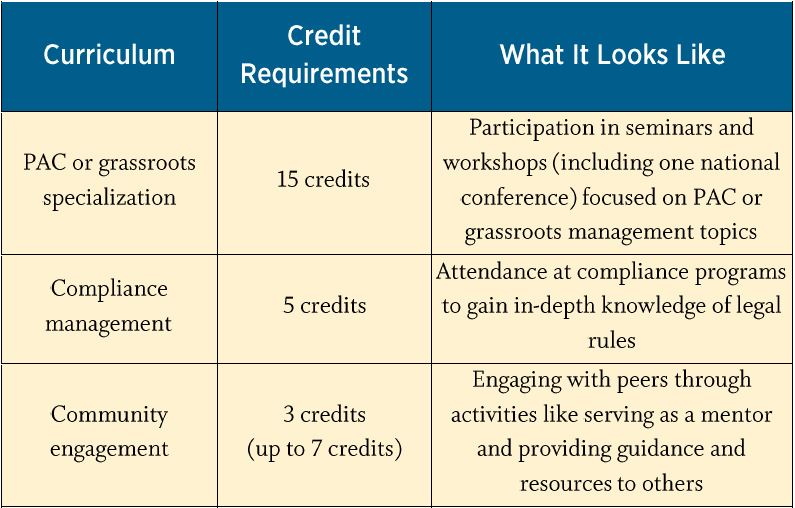 Curriculum
Credit
Requirements
What It Looks Like
PAC or grassroots
specialization
15 credits
Participation in seminars and
workshops (including one national
conference) focused on PAC or
grassroots management topics
Compliance
management
5 credits
Attendance at compliance programs
to gain in-depth knowledge of legal
rules
Community
engagement
3 credits
(up to 7 credits)
Engaging with peers through
activities like serving as a mentor
and providing guidance and
resources to others